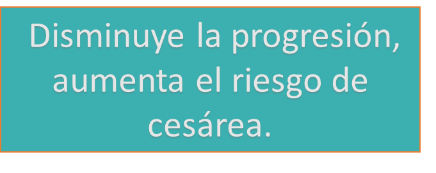 Disminuye la progresión,
aumenta el riesgo de
cesárea.